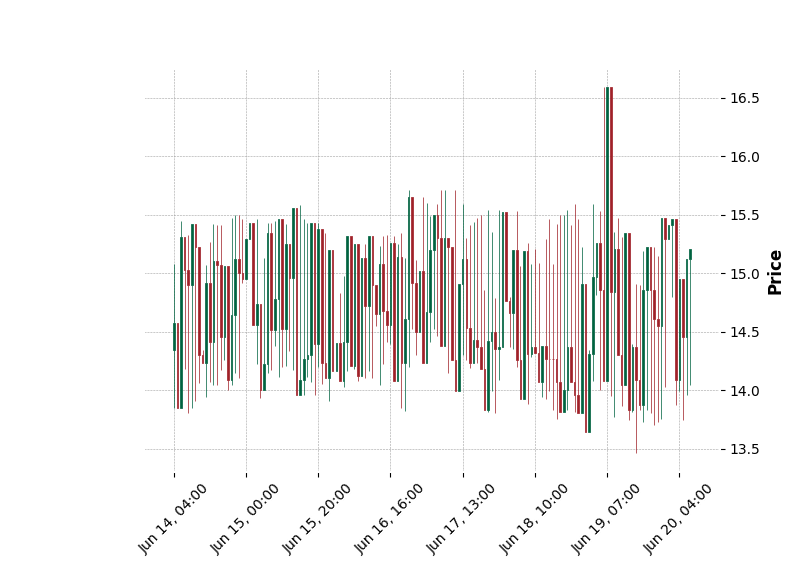 16.5
16.0
15.5
15.0
14.5
14.0
13.5
Price
Jun 14, 04:00
Jun 15, 00:00
Jun 15, 20:00
Jun 16, 16:00
Jun 17, 13:00
Jun 18, 10:00
Jun 19, 07:00
Jun 20, 04:00